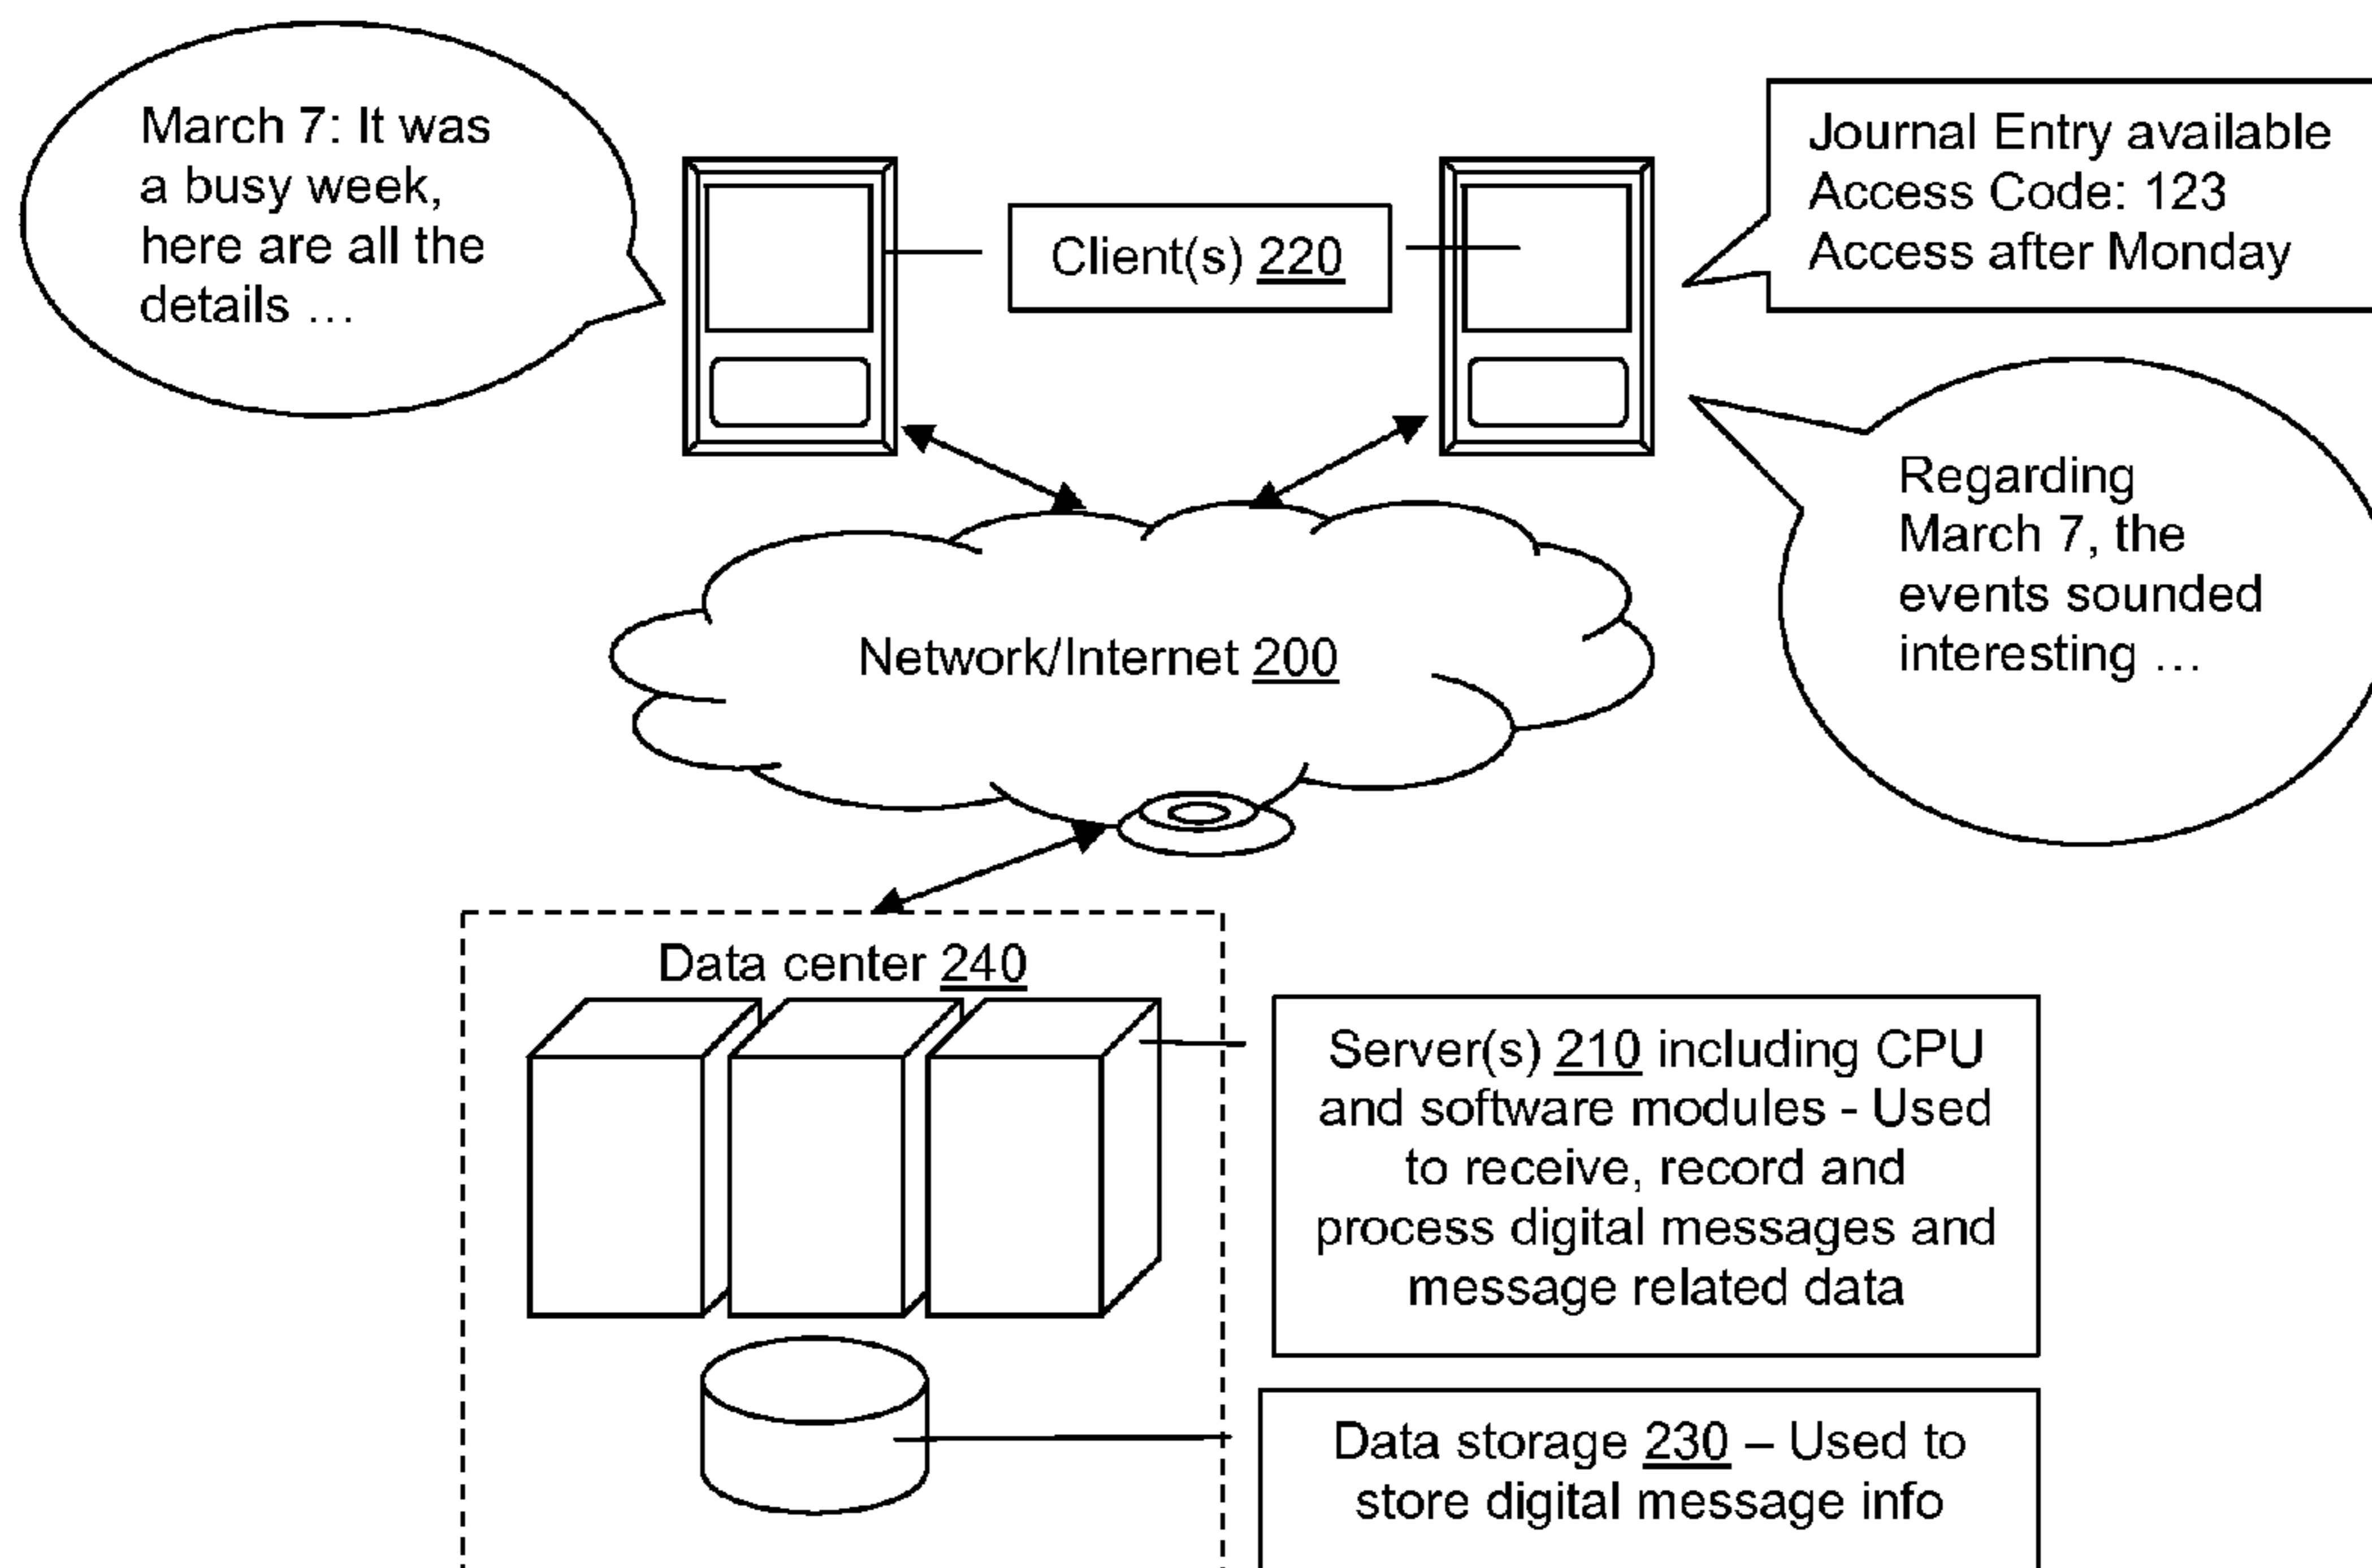 March 7: It was
a busy week,
here are all the
details …
Client(s) 220
Journal Entry available
Access Code: 123
Access after Monday
Regarding
March 7, the
events sounded
interesting …
Network/Internet 200
Data center 240
Server(s) 210 including CPU
and software modules - Used
to receive, record and
process digital messages and
message related data
Data storage 230 – Used to
store digital message info